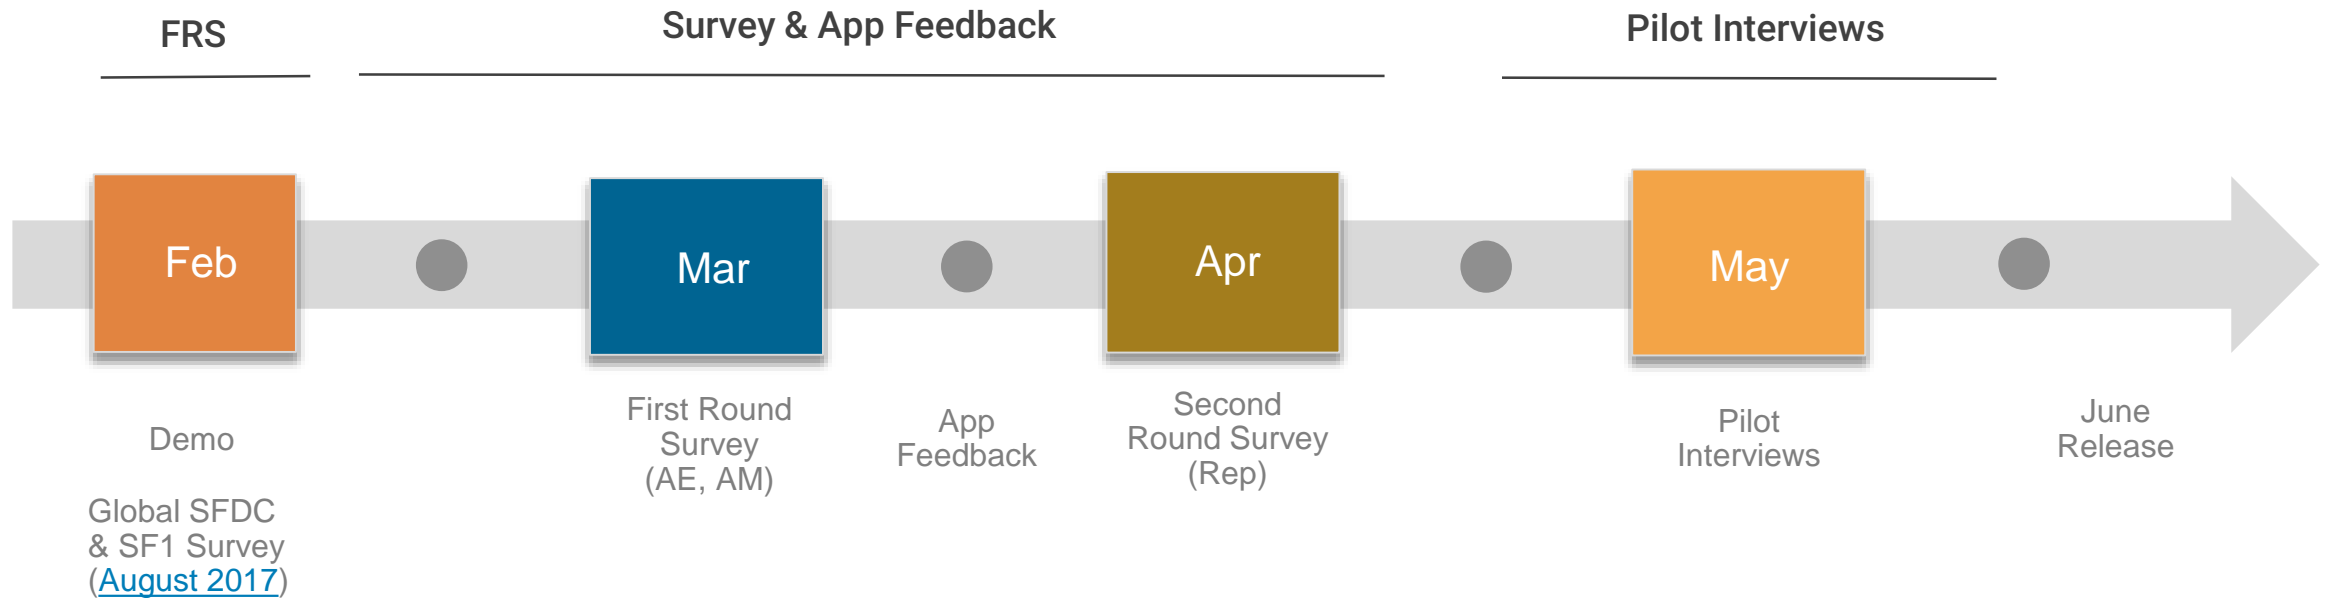 FRS
Survey & App Feedback
Pilot Interviews
Feb
Mar
Apr
May
Demo
Global SFDC
& SF1 Survey
(August 2017)
First Round
Survey
(AE, AM)
App
Feedback
Second
Round Survey
(Rep)
Pilot
Interviews
June
Release